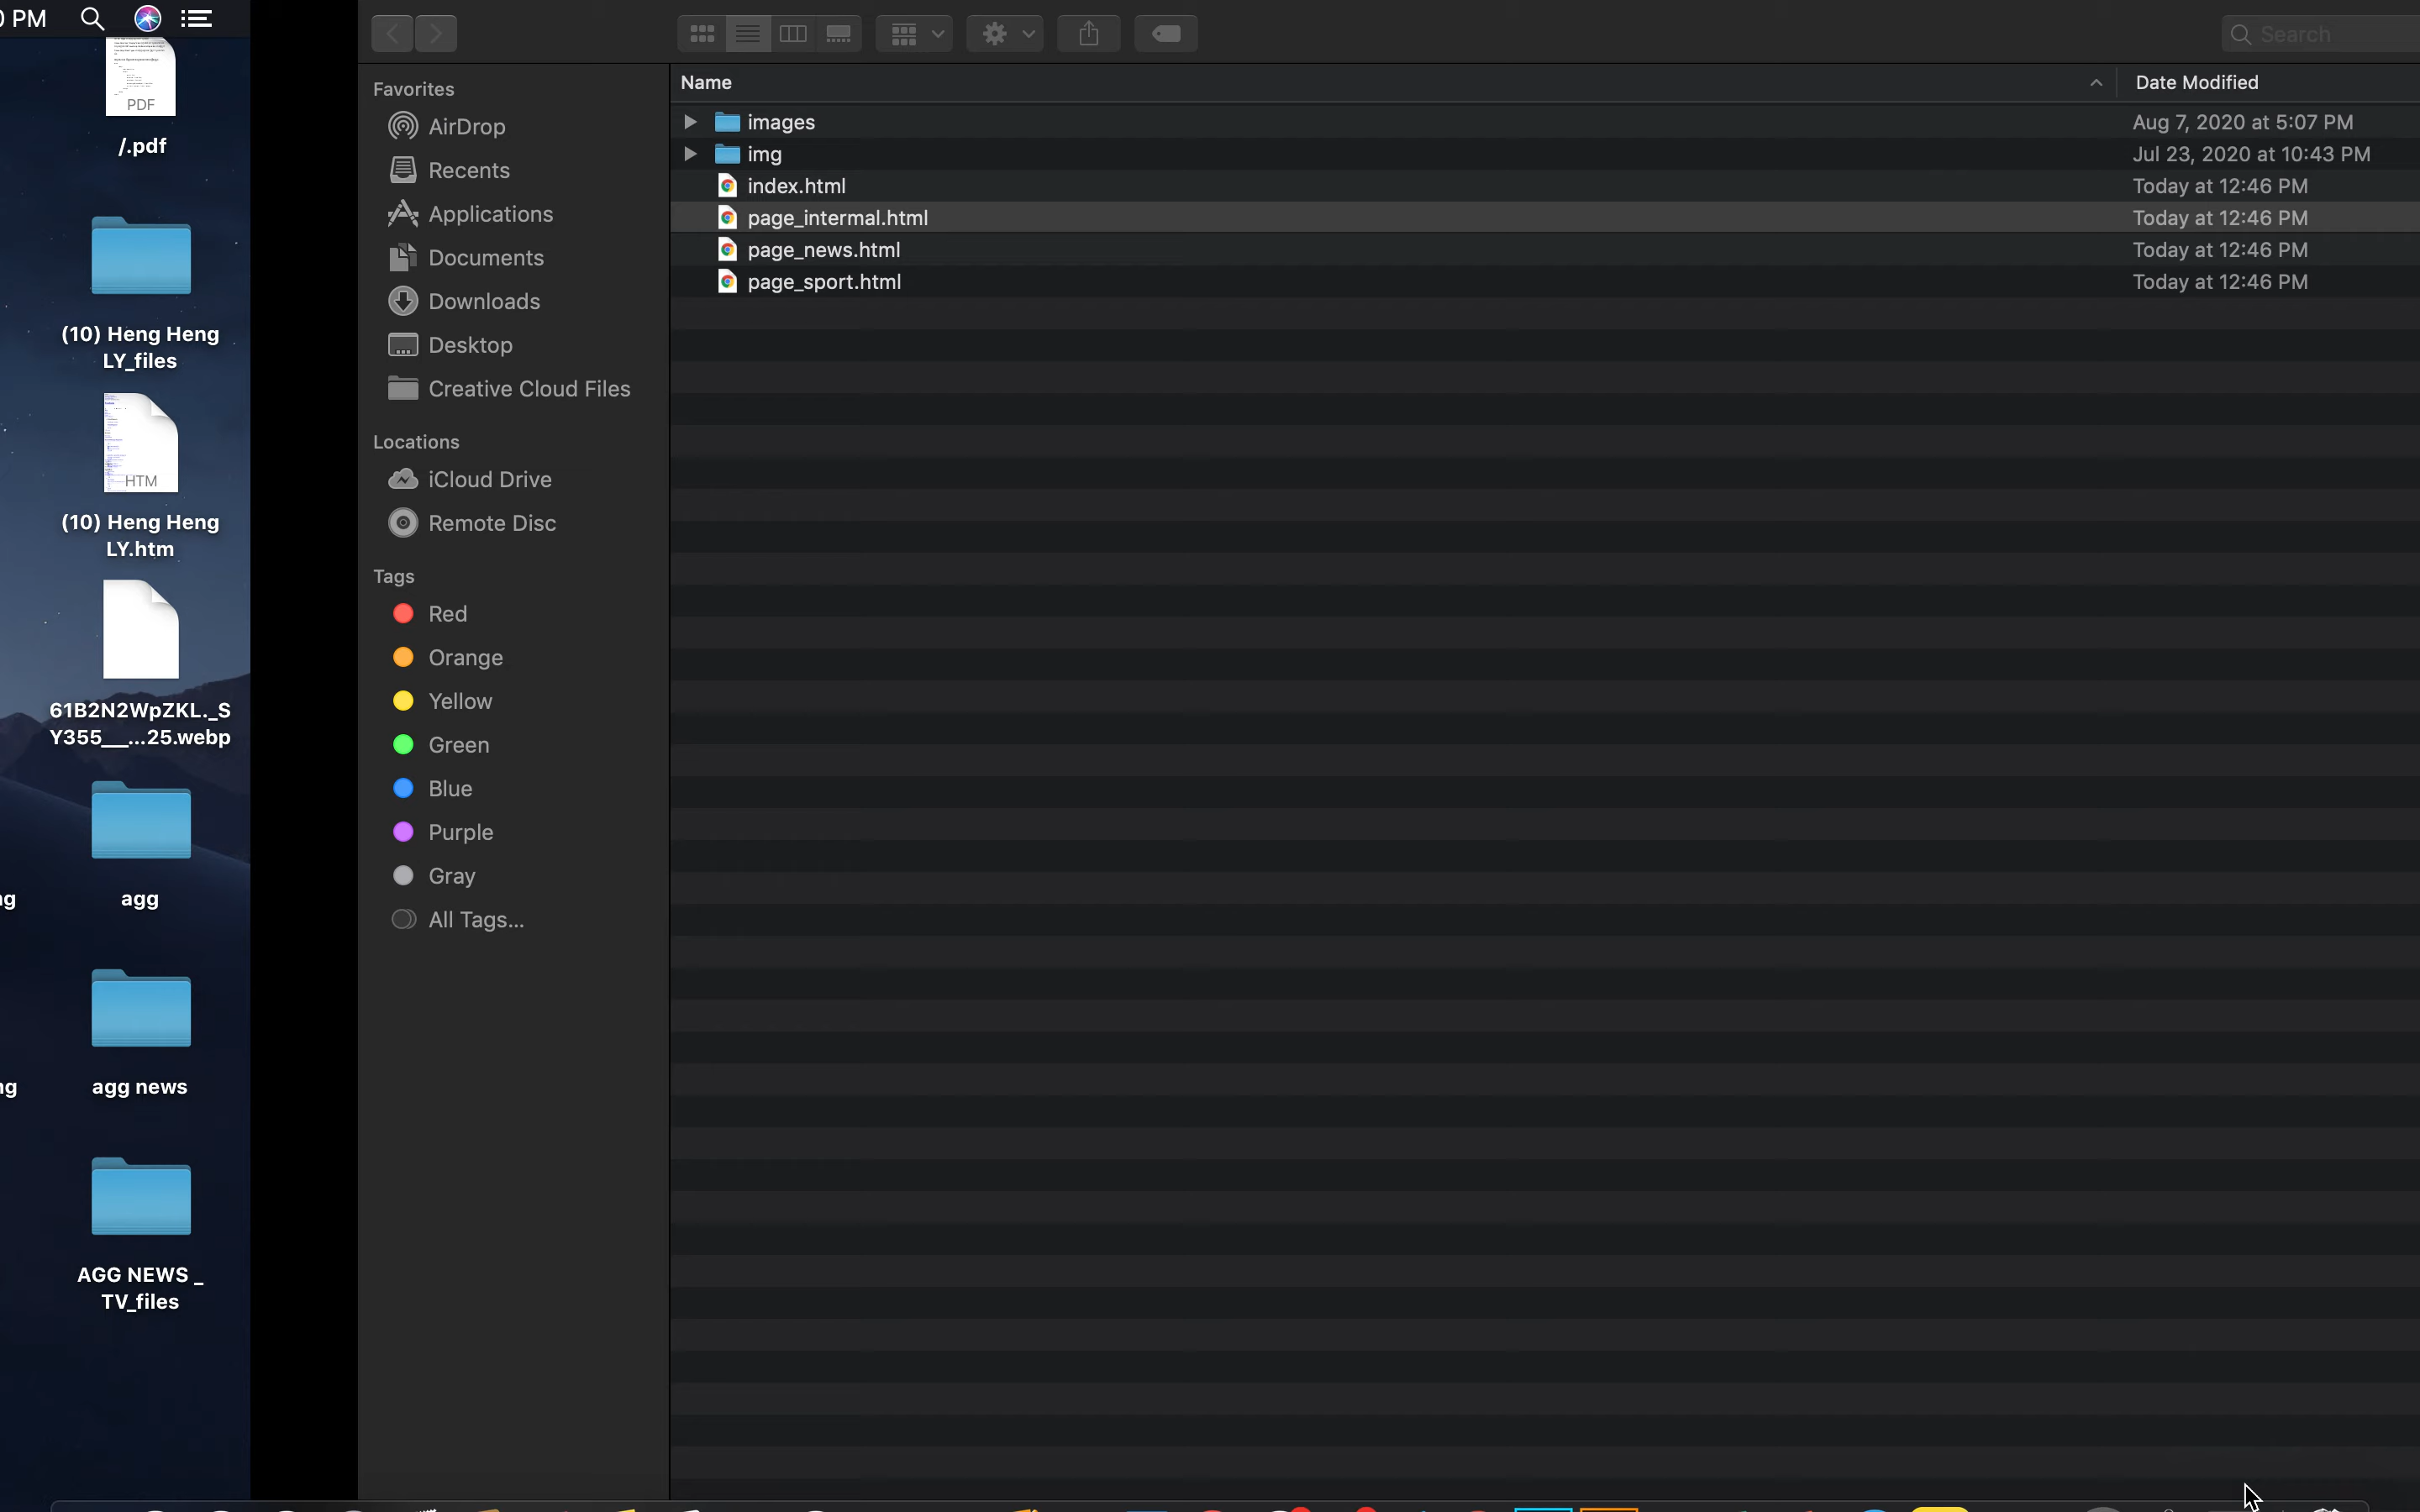 PM
PDF
/.pdf
(10) Heng Heng
LY_files
HTM
(10) Heng Heng
LY.htm
61B2N2WpZKL._S
Y355__...25.webp
agg
agg news
AGG NEWS _
TV_files
Search
Favorites
AirDrop
Recents
Applications
Documents
Downloads
Desktop
Creative Cloud Files
Locations
iCloud Drive
Remote Disc
Tags
Red
Orange
Yellow
Green
Blue
Purple
Gray
All Tags...
Name
Date Modified
images
Aug 7, 2020 at 5:07 PM
img
Jul 23, 2020 at 10:43 PM
index.html
Today at 12:46 PM
page_intermal.html
Today at 12:46 PM
page_news.html
Today at 12:46 PM
page_sport.html
Today at 12:46 PM